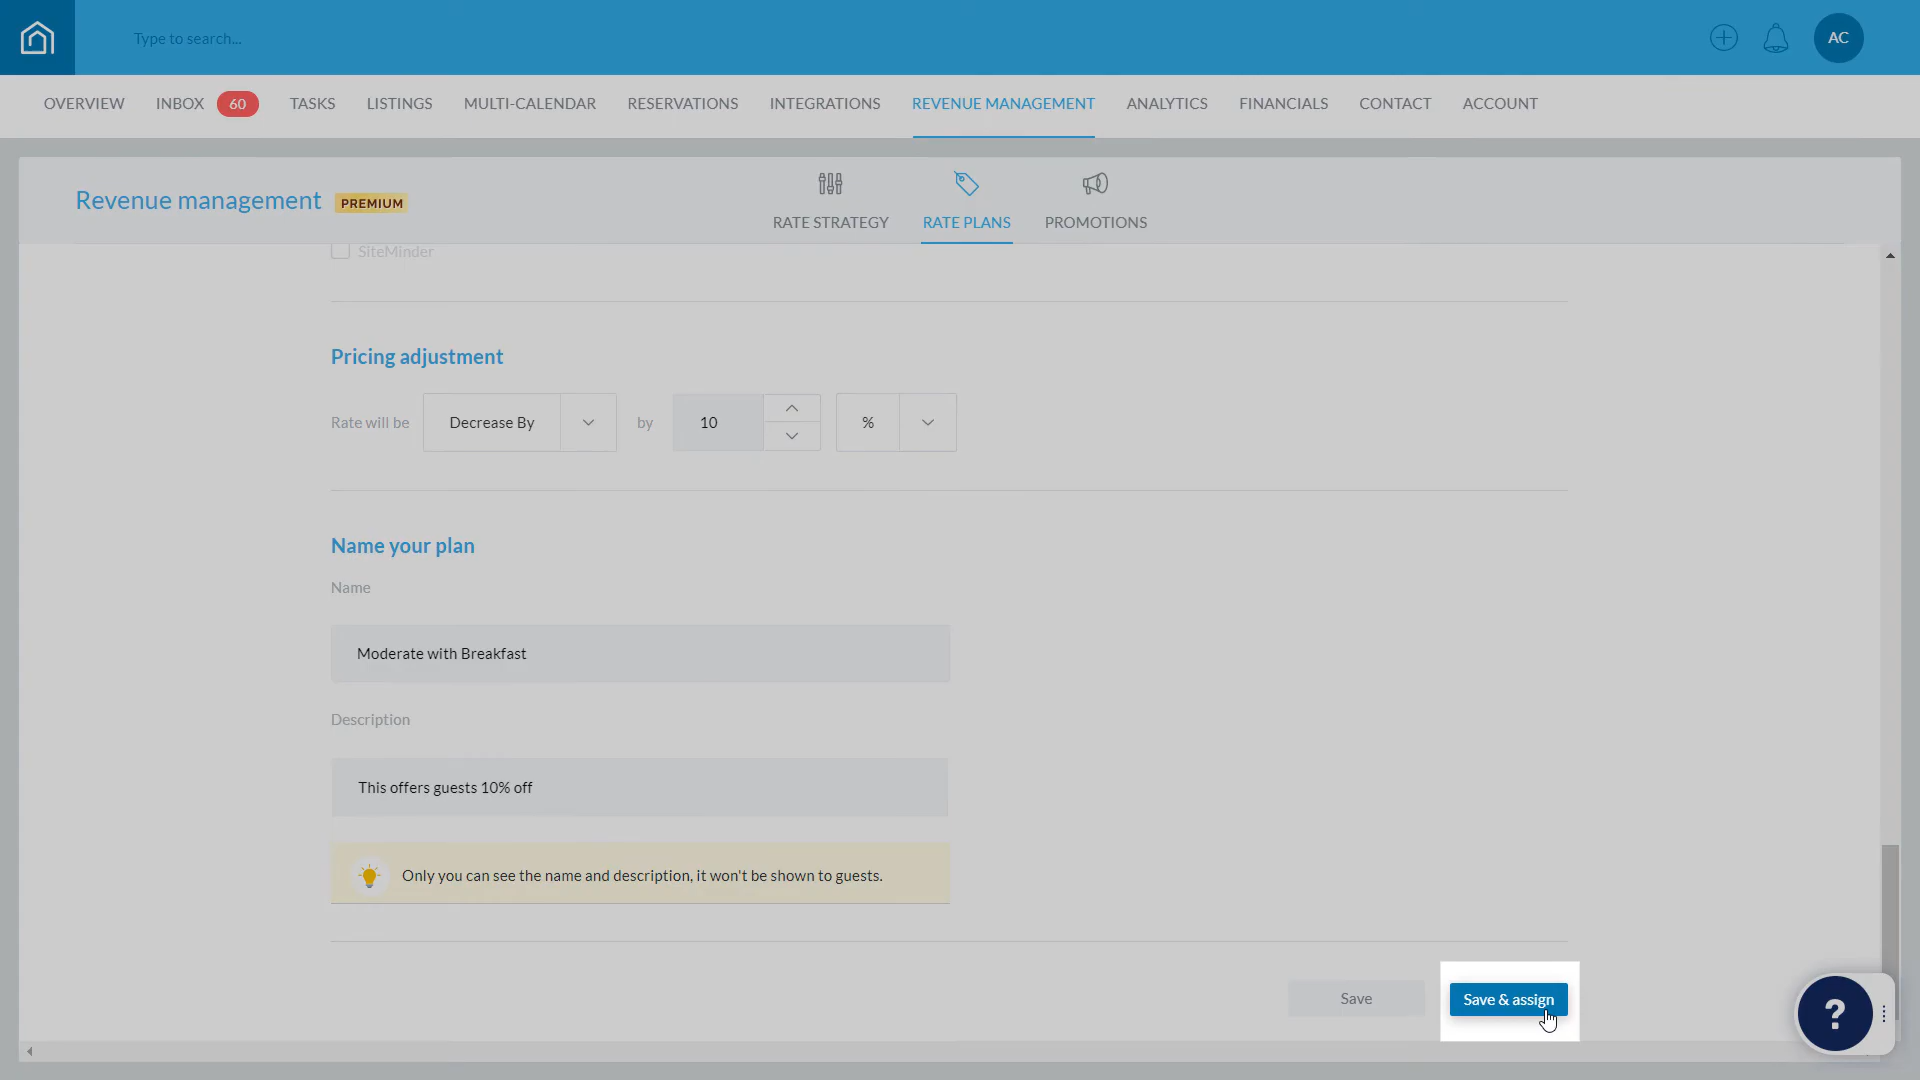 Type to search...
AC
OVERVIEW INBOX 60 TASKS LISTINGS MULTI-CALENDAR RESERVATIONS INTEGRATIONS REVENUE MANAGEMENT ANALYTICS FINANCIALS CONTACT ACCOUNT
Revenue management PREMIUM
RATE STRATEGY RATE PLANS PROMOTIONS
SiteMinder
Pricing adjustment
Rate will be Decrease By by 10 %
Name your plan
Name
Moderate with Breakfast
Description
This offers guests 10% off
Only you can see the name and description, it won't be shown to guests.
Save Save & assign
?